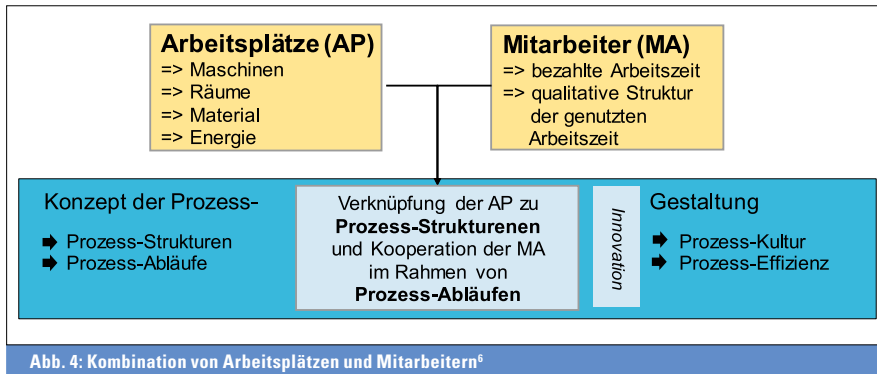 Arbeitsplätze (AP)
=> Maschinen
=> Räume
=> Material
=> Energie
Mitarbeiter (MA)
=> bezahlte Arbeitszeit
=> qualitative Struktur
der genutzten
Arbeitszeit
Konzept der Prozess-
➡ Prozess-Strukturen
➡ Prozess-Abläufe
Verknüpfung der AP zu
Prozess-Strukturenen
und Kooperation der MA
im Rahmen von
Prozess-Abläufen
Innovation
Gestaltung
➡ Prozess-Kultur
➡ Prozess-Effizienz
Abb. 4: Kombination von Arbeitsplätzen und Mitarbeitern⁶